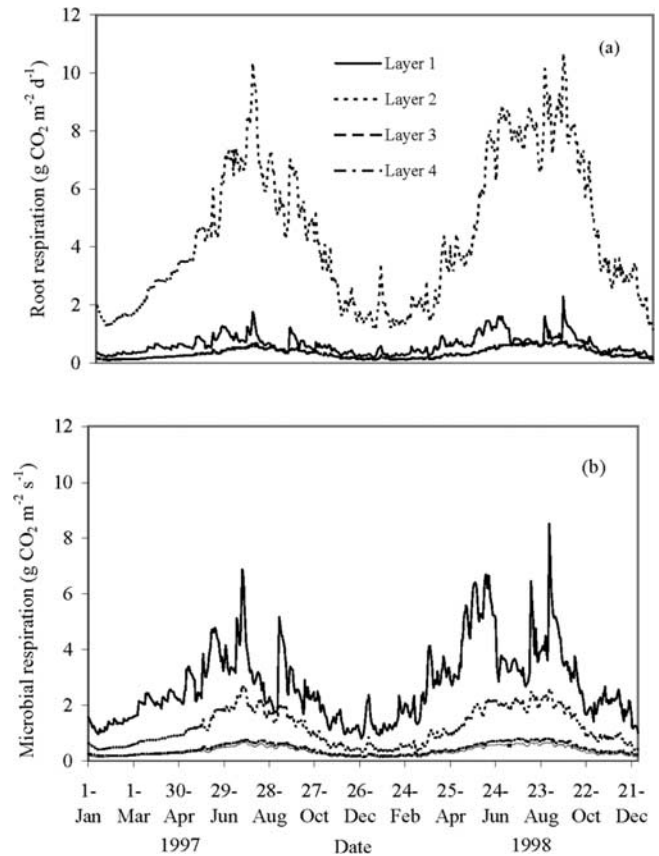 12
10
8
6
4
2
0
Root respiration (g CO₂ m⁻² d⁻¹)
(a)
Layer 1
Layer 2
Layer 3
Layer 4
12
10
8
6
4
2
0
Microbial respiration (g CO₂ m⁻² s⁻¹)
(b)
1- 1- 30- 29- 28- 27- 26- 24- 25- 24- 23- 22- 21-
Jan Mar Apr Jun Aug Oct Dec Feb Apr Jun Aug Oct Dec
1997 Date 1998